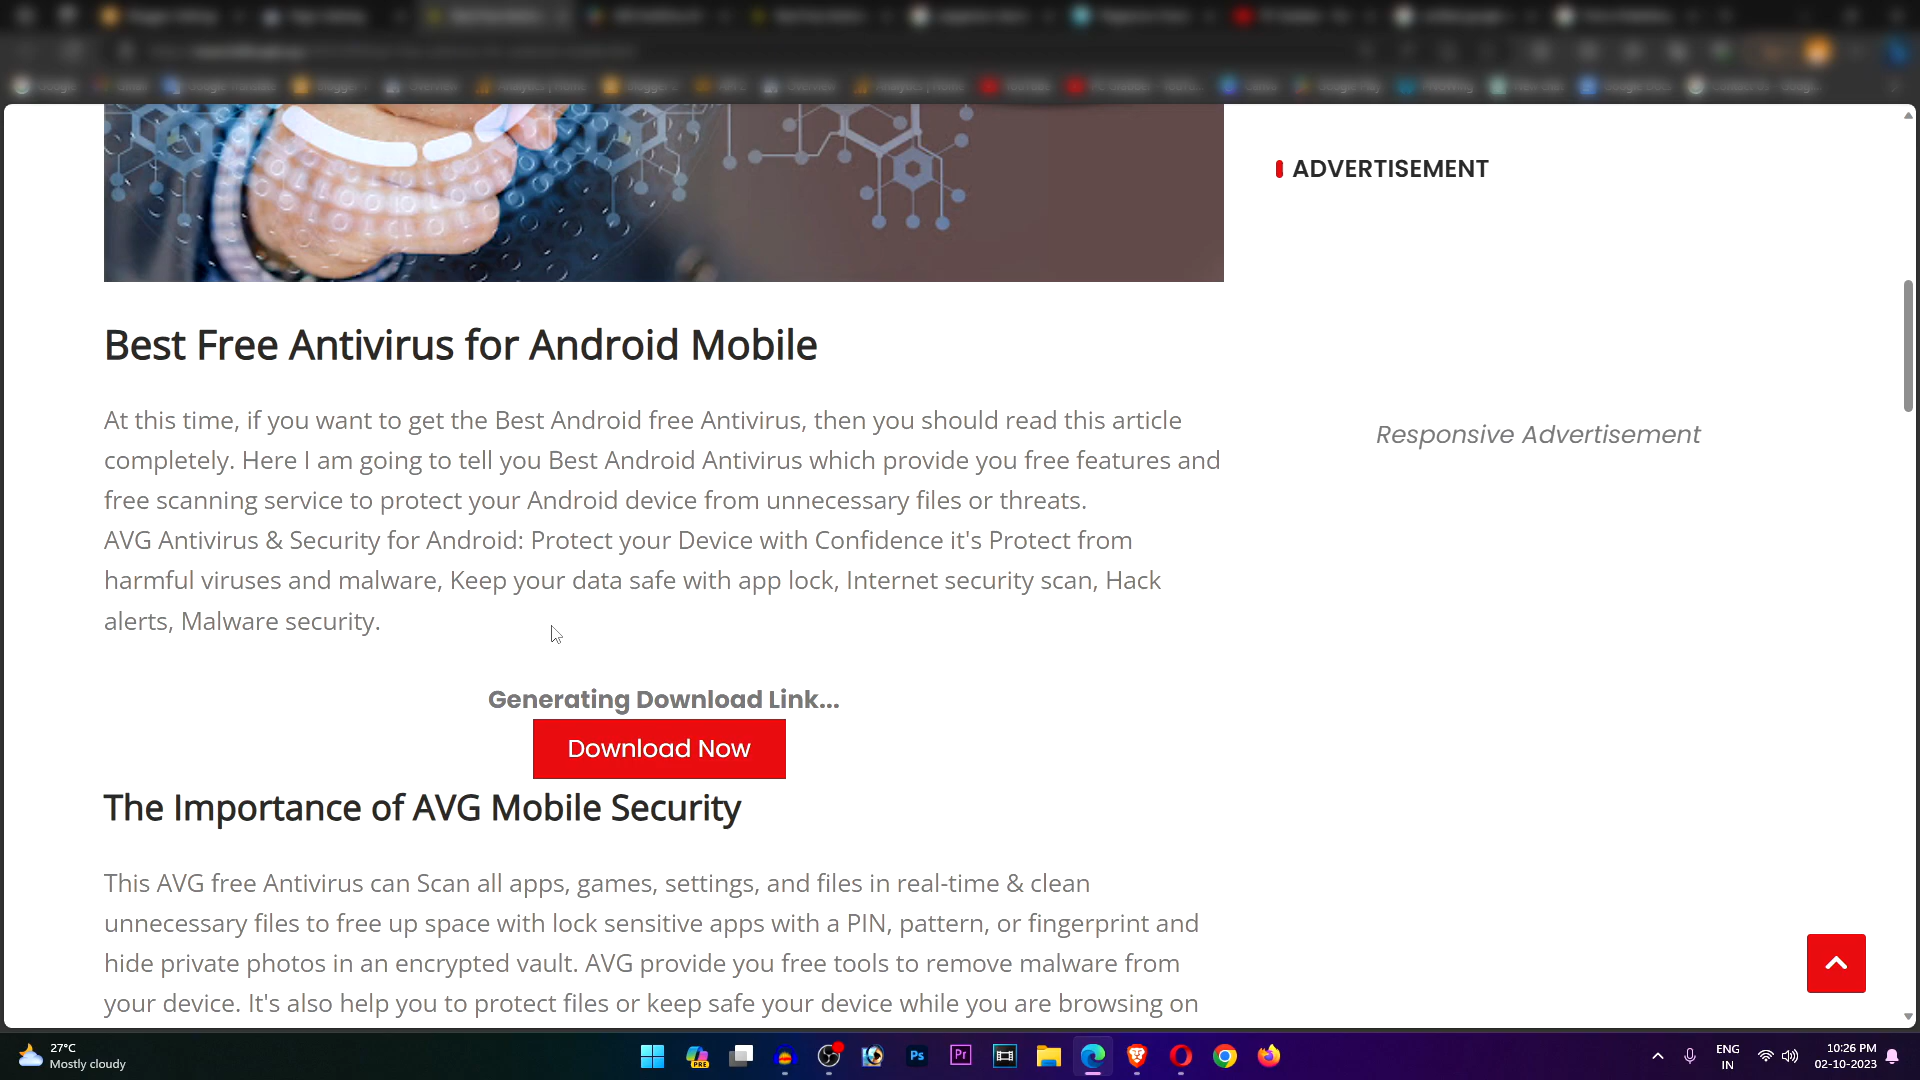 ADVERTISEMENT
Best Free Antivirus for Android Mobile
At this time, if you want to get the Best Android free Antivirus, then you should read this article
completely. Here I am going to tell you Best Android Antivirus which provide you free features and
free scanning service to protect your Android device from unnecessary files or threats.
AVG Antivirus & Security for Android: Protect your Device with Confidence it's Protect from
harmful viruses and malware, Keep your data safe with app lock, Internet security scan, Hack
alerts, Malware security.
Responsive Advertisement
Generating Download Link...
Download Now
The Importance of AVG Mobile Security
This AVG free Antivirus can Scan all apps, games, settings, and files in real-time & clean
unnecessary files to free up space with lock sensitive apps with a PIN, pattern, or fingerprint and
hide private photos in an encrypted vault. AVG provide you free tools to remove malware from
your device. It's also help you to protect files or keep safe your device while you are browsing on
27°C
Mostly cloudy
PRE
Ps
Pr
ENG
IN
10:26 PM
02-10-2023